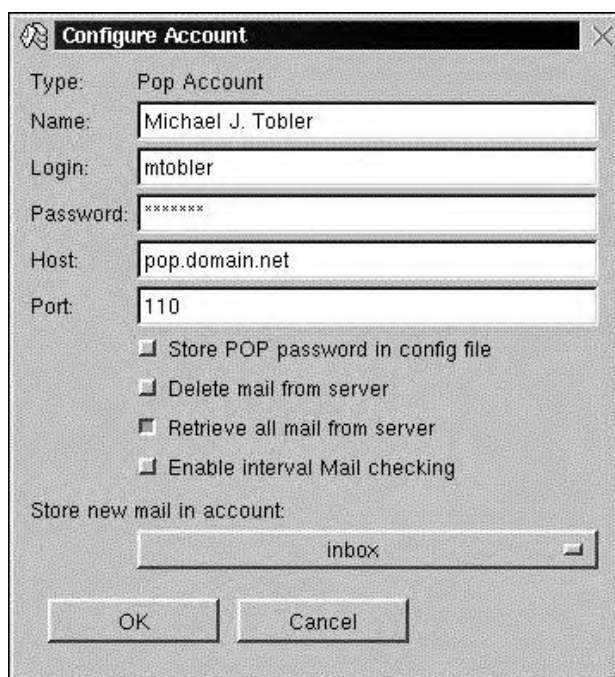 Configure Account
Type: Pop Account
Name: Michael J. Tobler
Login: mtobler
Password: *******
Host: pop.domain.net
Port: 110
Store POP password in config file
Delete mail from server
Retrieve all mail from server
Enable interval Mail checking
Store new mail in account:
inbox
OK Cancel